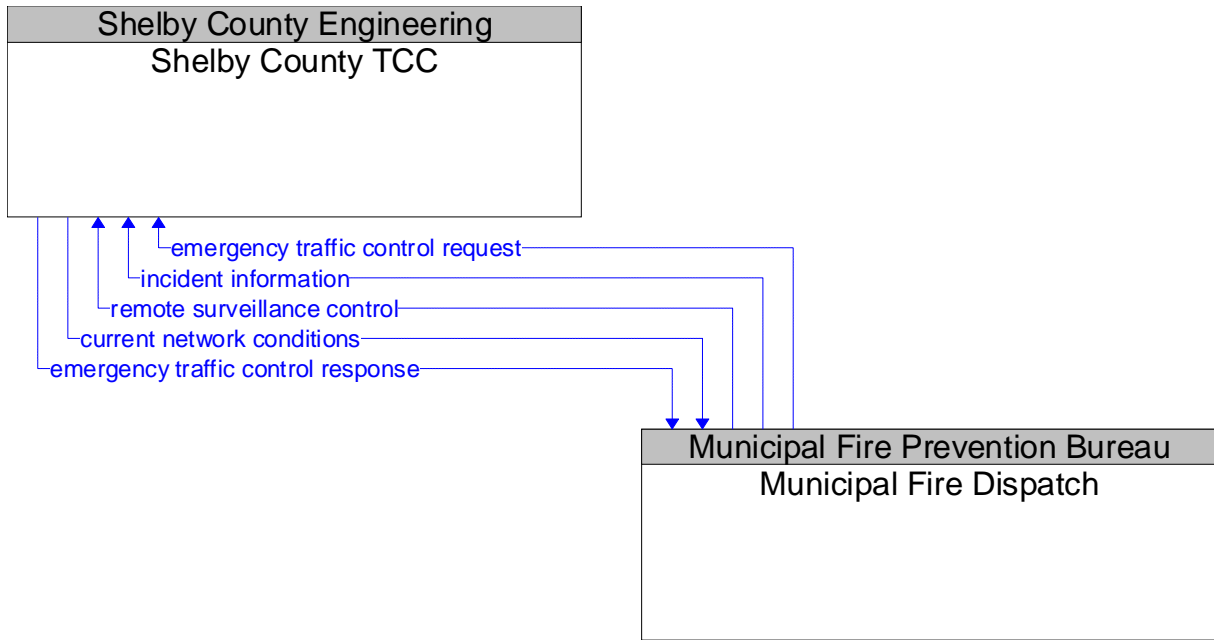 Shelby County Engineering
Shelby County TCC
emergency traffic control request
incident information
remote surveillance control
current network conditions
emergency traffic control response
Municipal Fire Prevention Bureau
Municipal Fire Dispatch